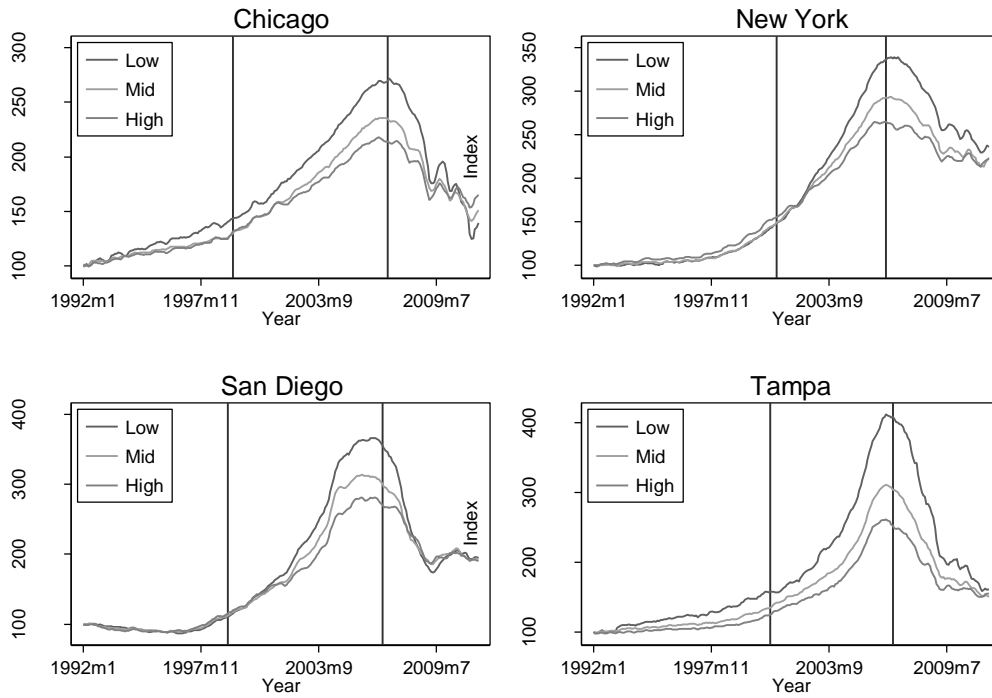 Chicago
300
250
200
150
100
Low
Mid
High
Index
1992m1
1997m11
2003m9
2009m7
Year
New York
350
300
250
200
150
100
Low
Mid
High
1992m1
1997m11
2003m9
2009m7
Year
San Diego
400
300
200
100
Low
Mid
High
Index
1992m1
1997m11
2003m9
2009m7
Year
Tampa
400
300
200
100
Low
Mid
High
1992m1
1997m11
2003m9
2009m7
Year